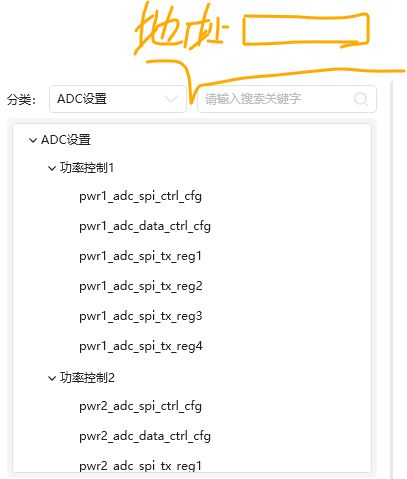 地址
分类： ADC设置 请输入搜索关键字
ADC设置
功率控制1
pwr1_adc_spi_ctrl_cfg
pwr1_adc_data_ctrl_cfg
pwr1_adc_spi_tx_reg1
pwr1_adc_spi_tx_reg2
pwr1_adc_spi_tx_reg3
pwr1_adc_spi_tx_reg4
功率控制2
pwr2_adc_spi_ctrl_cfg
pwr2_adc_data_ctrl_cfg
pwr2_adc_spi_tx_reg1